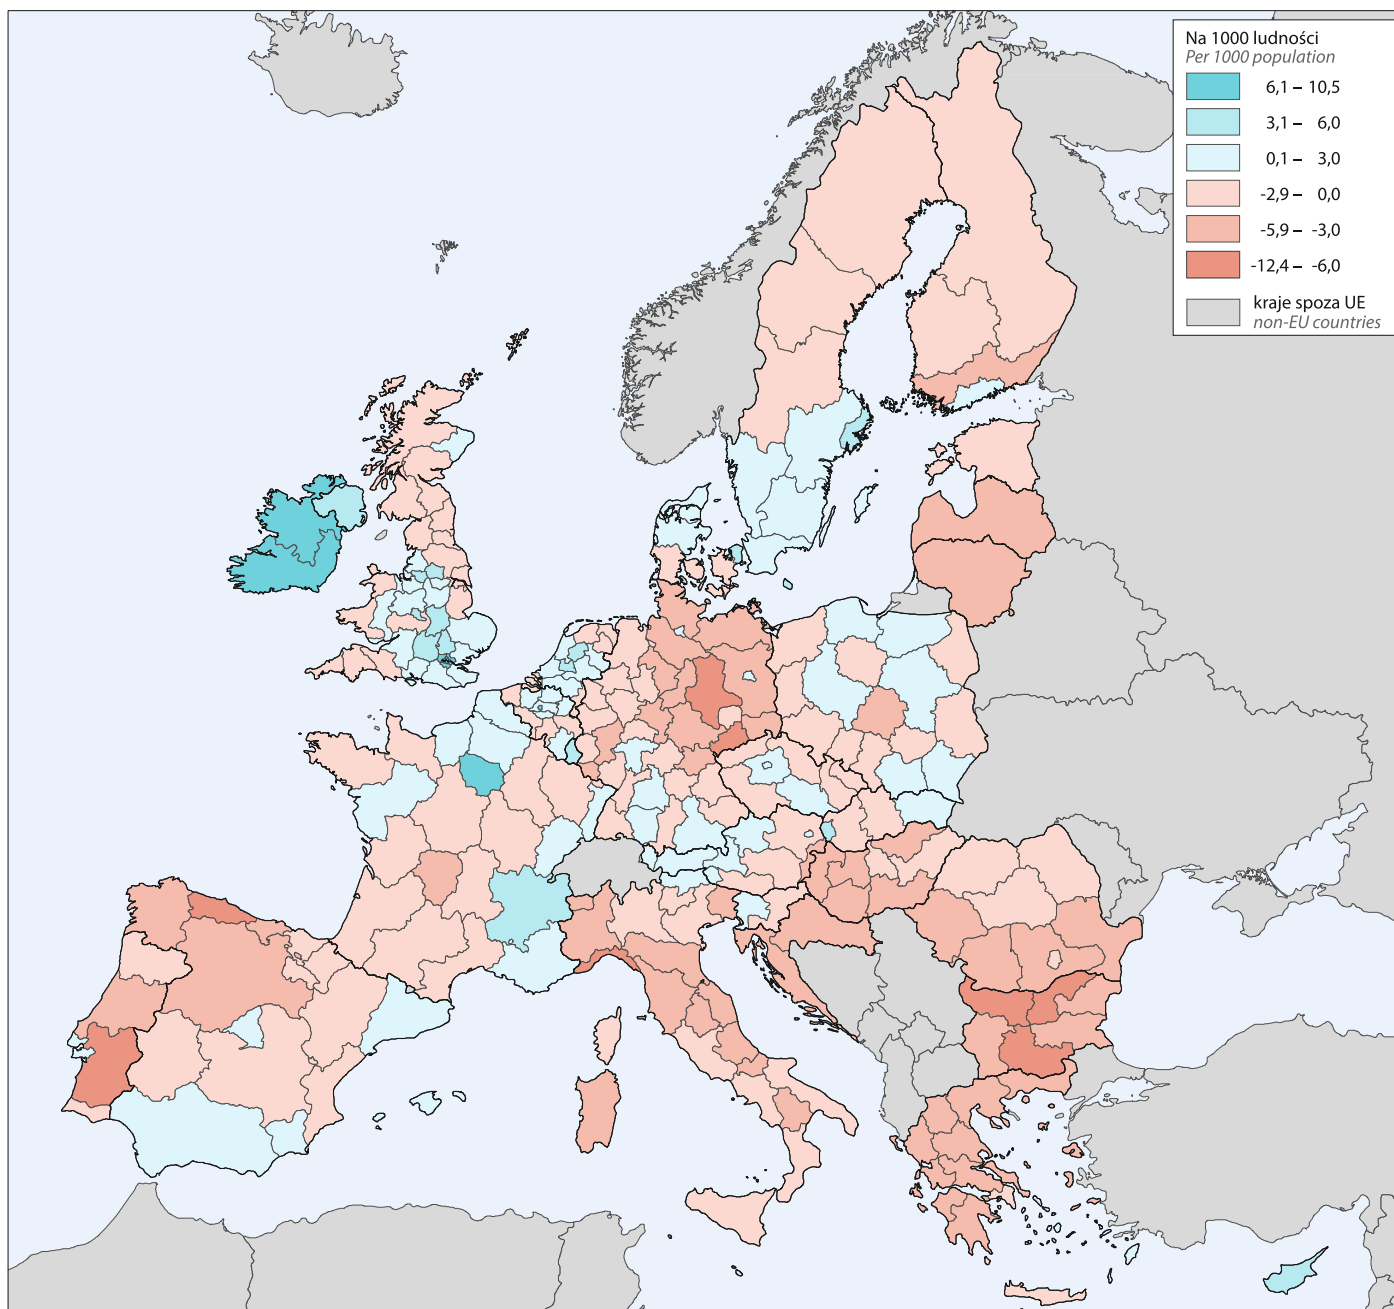 Na 1000 ludności
Per 1000 population
6,1 – 10,5
3,1 – 6,0
0,1 – 3,0
-2,9 – 0,0
-5,9 – -3,0
-12,4 – -6,0
kraje spoza UE
non-EU countries